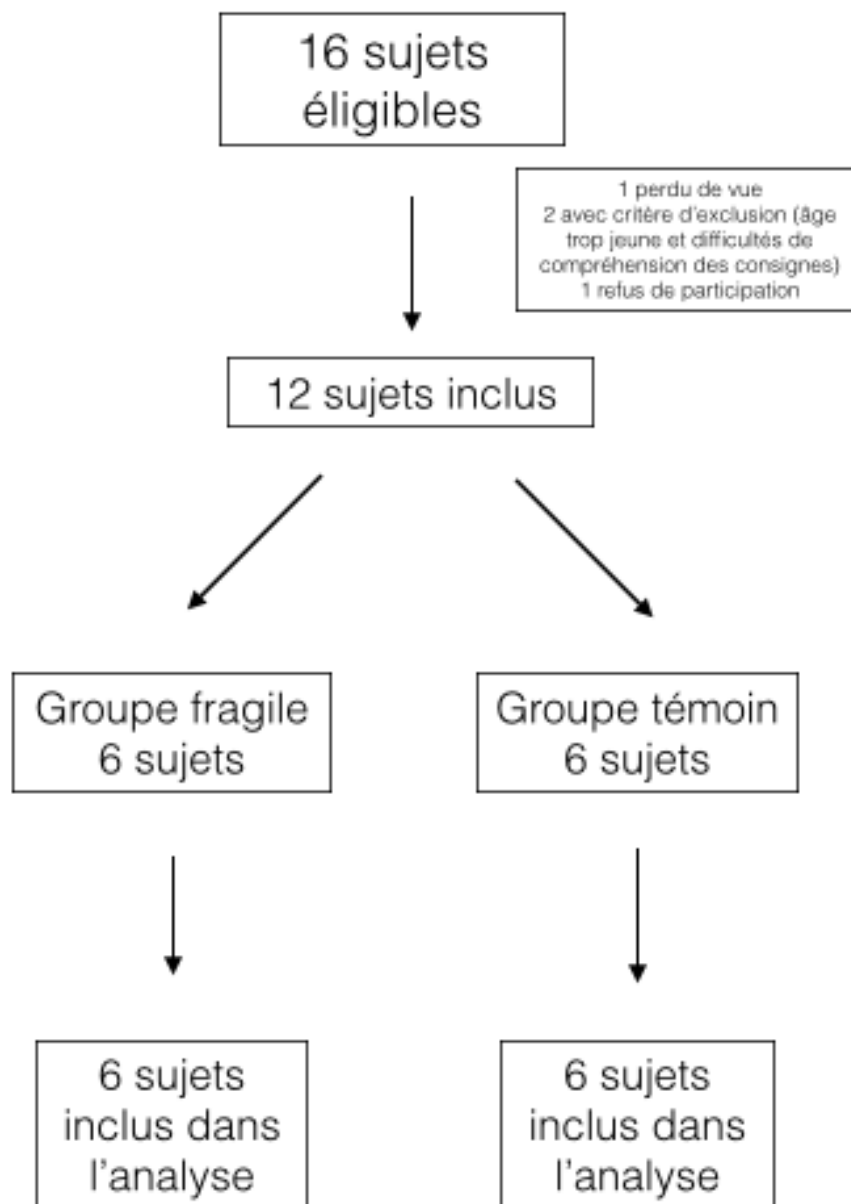 16 sujets
éligibles
1 perdu de vue
2 avec critère d'exclusion (âge
trop jeune et difficultés de
compréhension des consignes)
1 refus de participation
12 sujets inclus
Groupe fragile
6 sujets
Groupe témoin
6 sujets
6 sujets
inclus dans
l'analyse
6 sujets
inclus dans
l'analyse